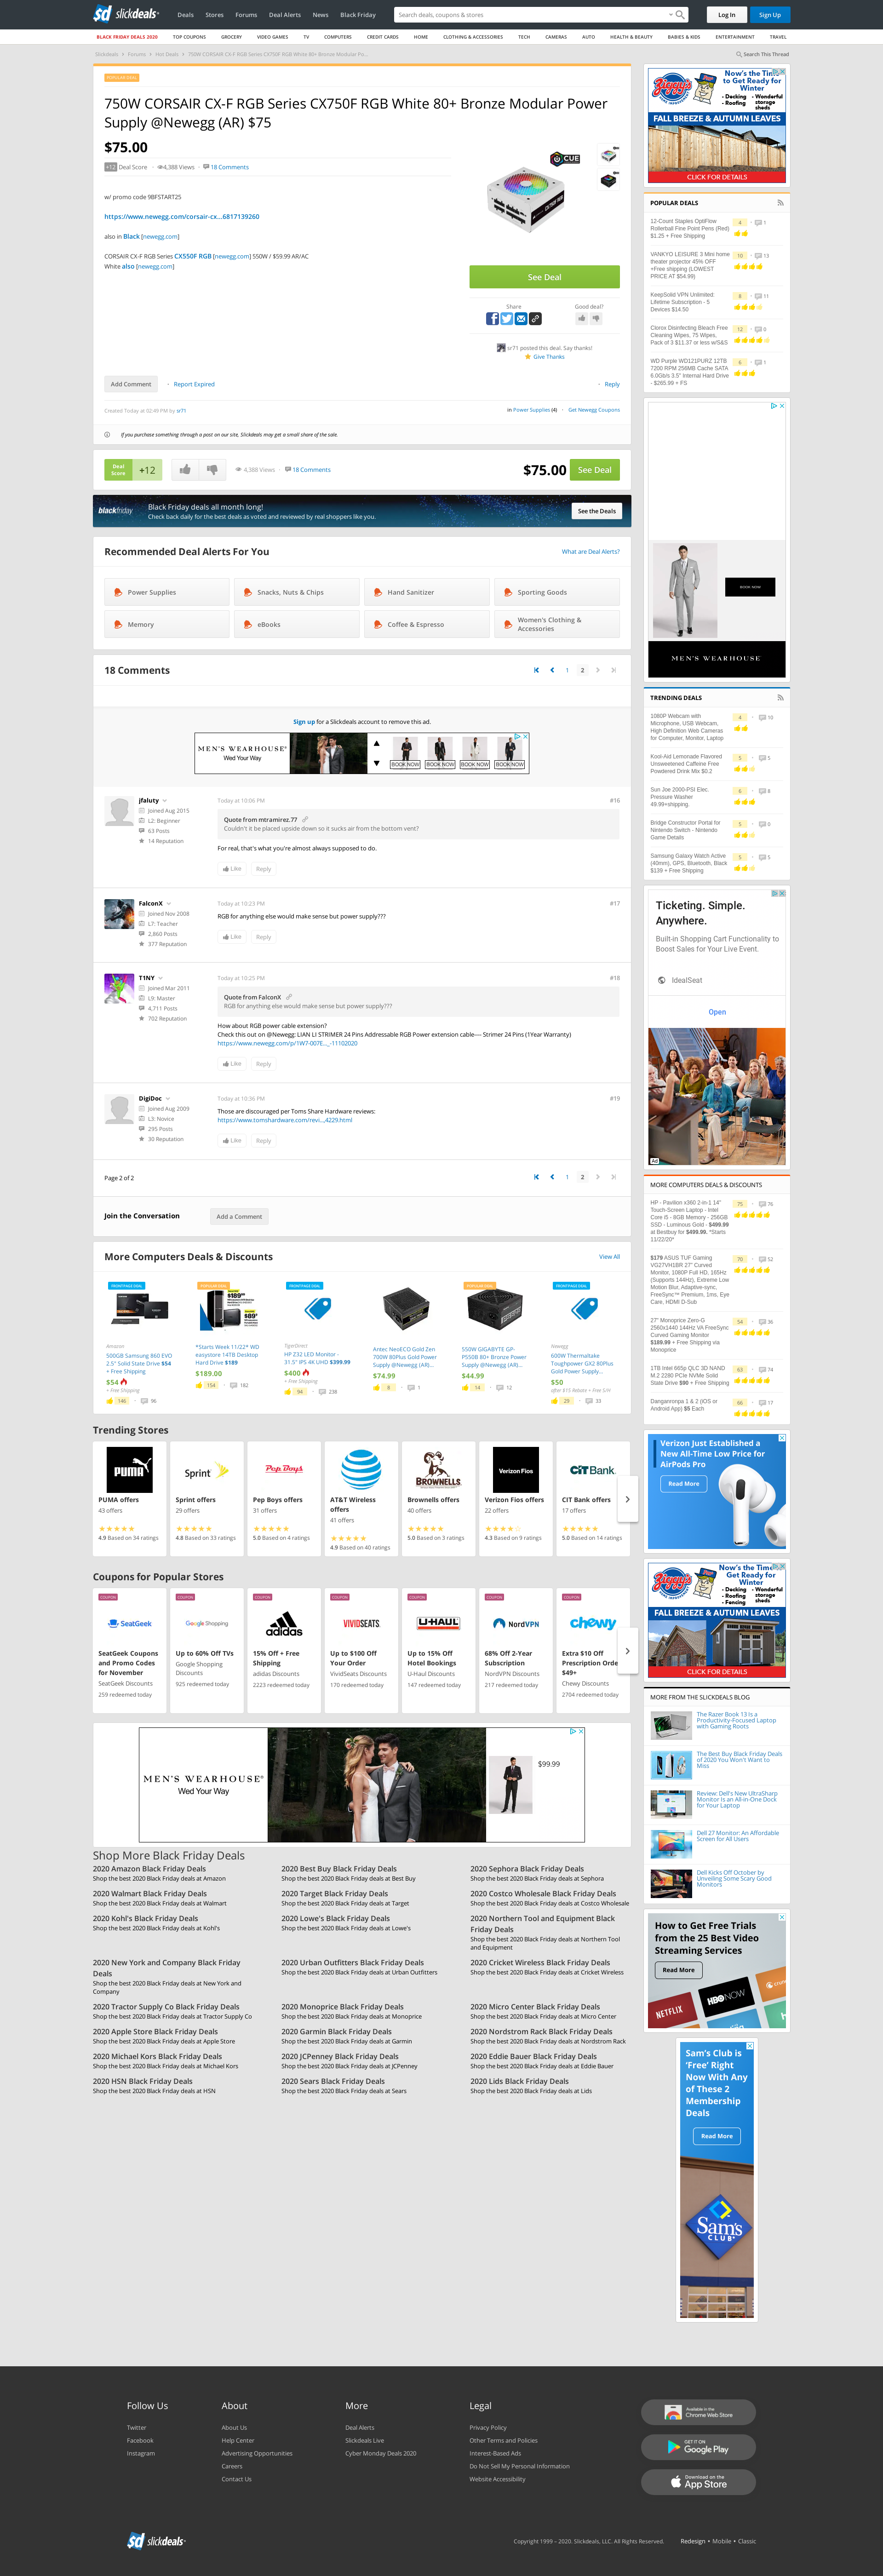 slickdeals
Deals Stores Forums Deal Alerts News Black Friday
Search deals, coupons & stores
Log In Sign Up
BLACK FRIDAY DEALS 2020 TOP COUPONS GROCERY VIDEO GAMES TV COMPUTERS CREDIT CARDS HOME CLOTHING & ACCESSORIES TECH CAMERAS AUTO HEALTH & BEAUTY BABIES & KIDS ENTERTAINMENT TRAVEL
Slickdeals › Forums › Hot Deals › 750W CORSAIR CX-F RGB Series CX750F RGB White 80+ Bronze Modular Po...
Search This Thread
POPULAR DEAL
750W CORSAIR CX-F RGB Series CX750F RGB White 80+ Bronze Modular Power
Supply @Newegg (AR) $75
$75.00
+12 Deal Score 4,388 Views 18 Comments
w/ promo code 9BFSTART25
https://www.newegg.com/corsair-cx...6817139260
also in Black [newegg.com]
CORSAIR CX-F RGB Series CX550F RGB [newegg.com] 550W / $59.99 AR/AC
White also [newegg.com]
CUE
See Deal
Share Good deal?
sr71 posted this deal. Say thanks!
Give Thanks
Add Comment Report Expired Reply
Created Today at 02:49 PM by sr71
in Power Supplies (4) Get Newegg Coupons
If you purchase something through a post on our site, Slickdeals may get a small share of the sale.
Deal
Score
+12
4,388 Views 18 Comments
$75.00 See Deal
blackfriday
Black Friday deals all month long!
Check back daily for the best deals as voted and reviewed by real shoppers like you.
See the Deals
Recommended Deal Alerts For You
What are Deal Alerts?
Power Supplies
Snacks, Nuts & Chips
Hand Sanitizer
Sporting Goods
Memory
eBooks
Coffee & Espresso
Women's Clothing &
Accessories
18 Comments
1 2
Sign up for a Slickdeals account to remove this ad.
MEN'S WEARHOUSE
Wed Your Way
BOOK NOW BOOK NOW BOOK NOW BOOK NOW
jfaluty
Joined Aug 2015
L2: Beginner
63 Posts
14 Reputation
Today at 10:06 PM
#16
Quote from mtramirez.77
Couldn't it be placed upside down so it sucks air from the bottom vent?
For real, that's what you're almost always supposed to do.
Like Reply
FalconX
Joined Nov 2008
L7: Teacher
2,860 Posts
377 Reputation
Today at 10:23 PM
#17
RGB for anything else would make sense but power supply???
Like Reply
T1NY
Joined Mar 2011
L9: Master
4,711 Posts
702 Reputation
Today at 10:25 PM
#18
Quote from FalconX
RGB for anything else would make sense but power supply???
How about RGB power cable extension?
Check this out on @Newegg: LIAN LI STRIMER 24 Pins Addressable RGB Power extension cable---- Strimer 24 Pins (1Year Warranty)
https://www.newegg.com/p/1W7-007E..._-11102020
Like Reply
DigiDoc
Joined Aug 2009
L3: Novice
295 Posts
30 Reputation
Today at 10:36 PM
#19
Those are discouraged per Toms Share Hardware reviews:
https://www.tomshardware.com/revi...,4229.html
Like Reply
Page 2 of 2
1 2
Join the Conversation
Add a Comment
More Computers Deals & Discounts
View All
FRONTPAGE DEAL
Amazon
500GB Samsung 860 EVO
2.5" Solid State Drive $54
+ Free Shipping
$54
+ Free Shipping
146 96
POPULAR DEAL
*Starts Week 11/22* WD
easystore 14TB Desktop
Hard Drive $189
$189.00
154 182
FRONTPAGE DEAL
TigerDirect
HP Z32 LED Monitor -
31.5" IPS 4K UHD $399.99
$400
+ Free Shipping
94 238
Antec NeoECO Gold Zen
700W 80Plus Gold Power
Supply @Newegg (AR)...
$74.99
8 1
POPULAR DEAL
550W GIGABYTE GP-
P550B 80+ Bronze Power
Supply @Newegg (AR)...
$44.99
14 12
FRONTPAGE DEAL
Newegg
600W Thermaltake
Toughpower GX2 80Plus
Gold Power Supply...
$50
after $15 Rebate + Free S/H
29 33
Trending Stores
PUMA offers
43 offers
4.9 Based on 34 ratings
Sprint
Sprint offers
29 offers
4.8 Based on 33 ratings
Pep Boys
Pep Boys offers
31 offers
5.0 Based on 4 ratings
AT&T Wireless
offers
41 offers
4.9 Based on 40 ratings
BROWNELLS
Brownells offers
40 offers
5.0 Based on 3 ratings
Verizon Fios
Verizon Fios offers
22 offers
4.3 Based on 9 ratings
CIT BANK
CIT Bank offers
17 offers
5.0 Based on 14 ratings
Coupons for Popular Stores
COUPON
SeatGeek
SeatGeek Coupons
and Promo Codes
for November
SeatGeek Discounts
259 redeemed today
COUPON
Google Shopping
Up to 60% Off TVs
Google Shopping
Discounts
925 redeemed today
COUPON
adidas
15% Off + Free
Shipping
adidas Discounts
2223 redeemed today
COUPON
VIVIDSEATS
Up to $100 Off
Your Order
VividSeats Discounts
170 redeemed today
COUPON
U-HAUL
Up to 15% Off
Hotel Bookings
U-Haul Discounts
147 redeemed today
COUPON
NordVPN
68% Off 2-Year
Subscription
NordVPN Discounts
217 redeemed today
COUPON
chewy
Extra $10 Off
Prescription Orde
$49+
Chewy Discounts
2704 redeemed today
MEN'S WEARHOUSE
Wed Your Way
$99.99
Shop More Black Friday Deals
2020 Amazon Black Friday Deals
Shop the best 2020 Black Friday deals at Amazon
2020 Best Buy Black Friday Deals
Shop the best 2020 Black Friday deals at Best Buy
2020 Sephora Black Friday Deals
Shop the best 2020 Black Friday deals at Sephora
2020 Walmart Black Friday Deals
Shop the best 2020 Black Friday deals at Walmart
2020 Target Black Friday Deals
Shop the best 2020 Black Friday deals at Target
2020 Costco Wholesale Black Friday Deals
Shop the best 2020 Black Friday deals at Costco Wholesale
2020 Kohl's Black Friday Deals
Shop the best 2020 Black Friday deals at Kohl's
2020 Lowe's Black Friday Deals
Shop the best 2020 Black Friday deals at Lowe's
2020 Northern Tool and Equipment Black
Friday Deals
Shop the best 2020 Black Friday deals at Northern Tool
and Equipment
2020 New York and Company Black Friday
Deals
Shop the best 2020 Black Friday deals at New York and
Company
2020 Urban Outfitters Black Friday Deals
Shop the best 2020 Black Friday deals at Urban Outfitters
2020 Cricket Wireless Black Friday Deals
Shop the best 2020 Black Friday deals at Cricket Wireless
2020 Tractor Supply Co Black Friday Deals
Shop the best 2020 Black Friday deals at Tractor Supply Co
2020 Monoprice Black Friday Deals
Shop the best 2020 Black Friday deals at Monoprice
2020 Micro Center Black Friday Deals
Shop the best 2020 Black Friday deals at Micro Center
2020 Apple Store Black Friday Deals
Shop the best 2020 Black Friday deals at Apple Store
2020 Garmin Black Friday Deals
Shop the best 2020 Black Friday deals at Garmin
2020 Nordstrom Rack Black Friday Deals
Shop the best 2020 Black Friday deals at Nordstrom Rack
2020 Michael Kors Black Friday Deals
Shop the best 2020 Black Friday deals at Michael Kors
2020 JCPenney Black Friday Deals
Shop the best 2020 Black Friday deals at JCPenney
2020 Eddie Bauer Black Friday Deals
Shop the best 2020 Black Friday deals at Eddie Bauer
2020 HSN Black Friday Deals
Shop the best 2020 Black Friday deals at HSN
2020 Sears Black Friday Deals
Shop the best 2020 Black Friday deals at Sears
2020 Lids Black Friday Deals
Shop the best 2020 Black Friday deals at Lids
Ziggy's
Now's the Time
to Get Ready for
Winter
- Decking
- Roofing
- Wonderful
storage
sheds
FALL BREEZE & AUTUMN LEAVES
CLICK FOR DETAILS
POPULAR DEALS
12-Count Staples OptiFlow
Rollerball Fine Point Pens (Red)
$1.25 + Free Shipping
4 1
VANKYO LEISURE 3 Mini home
theater projector 45% OFF
+Free shipping (LOWEST
PRICE AT $54.99)
10 13
KeepSolid VPN Unlimited:
Lifetime Subscription - 5
Devices $14.50
8 11
Clorox Disinfecting Bleach Free
Cleaning Wipes, 75 Wipes,
Pack of 3 $11.37 or less w/S&S
12 0
WD Purple WD121PURZ 12TB
7200 RPM 256MB Cache SATA
6.0Gb/s 3.5" Internal Hard Drive
- $265.99 + FS
6 1
BOOK NOW
MEN'S WEARHOUSE
TRENDING DEALS
1080P Webcam with
Microphone, USB Webcam,
High Definition Web Cameras
for Computer, Monitor, Laptop
4 10
Kool-Aid Lemonade Flavored
Unsweetened Caffeine Free
Powdered Drink Mix $0.2
5 5
Sun Joe 2000-PSI Elec.
Pressure Washer
49.99+shipping.
6 8
Bridge Constructor Portal for
Nintendo Switch - Nintendo
Game Details
5 0
Samsung Galaxy Watch Active
(40mm), GPS, Bluetooth, Black
$139 + Free Shipping
5 5
Ticketing. Simple.
Anywhere.
Built-in Shopping Cart Functionality to
Boost Sales for Your Live Event.
IdealSeat
Open
Ad
MORE COMPUTERS DEALS & DISCOUNTS
HP - Pavilion x360 2-in-1 14"
Touch-Screen Laptop - Intel
Core i5 - 8GB Memory - 256GB
SSD - Luminous Gold - $499.99
at Bestbuy for $499.99. *Starts
11/22/20*
75 76
$179 ASUS TUF Gaming
VG27VH1BR 27" Curved
Monitor, 1080P Full HD, 165Hz
(Supports 144Hz), Extreme Low
Motion Blur, Adaptive-sync,
FreeSync™ Premium, 1ms, Eye
Care, HDMI D-Sub
70 52
27" Monoprice Zero-G
2560x1440 144Hz VA FreeSync
Curved Gaming Monitor
$189.99 + Free Shipping via
Monoprice
54 36
1TB Intel 665p QLC 3D NAND
M.2 2280 PCIe NVMe Solid
State Drive $90 + Free Shipping
63 74
Danganronpa 1 & 2 (iOS or
Android App) $5 Each
66 17
Verizon Just Established a
New All-Time Low Price for
AirPods Pro
Read More
Ziggy's
Now's the Time
to Get Ready for
Winter
- Decking
- Roofing
- Fencing
- Wonderful
storage
sheds
FALL BREEZE & AUTUMN LEAVES
CLICK FOR DETAILS
MORE FROM THE SLICKDEALS BLOG
The Razer Book 13 Is a
Productivity-Focused Laptop
with Gaming Roots
The Best Buy Black Friday Deals
of 2020 You Won't Want to
Miss
Review: Dell's New UltraSharp
Monitor Is an All-in-One Dock
for Your Laptop
Dell 27 Monitor: An Affordable
Screen for All Users
Dell Kicks Off October by
Unveiling Some Scary Good
Monitors
How to Get Free Trials
from the 25 Best Video
Streaming Services
Read More
NETFLIX
HBO NOW
Sam's Club is
'Free' Right
Now With Any
of These 2
Membership
Deals
Read More
Sam's
CLUB
Follow Us
Twitter
Facebook
Instagram
About
About Us
Help Center
Advertising Opportunities
Careers
Contact Us
More
Deal Alerts
Slickdeals Live
Cyber Monday Deals 2020
Legal
Privacy Policy
Other Terms and Policies
Interest-Based Ads
Do Not Sell My Personal Information
Website Accessibility
Available in the
Chrome Web Store
GET IT ON
Google Play
Download on the
App Store
slickdeals
Copyright 1999 - 2020. Slickdeals, LLC. All Rights Reserved. Redesign • Mobile • Classic